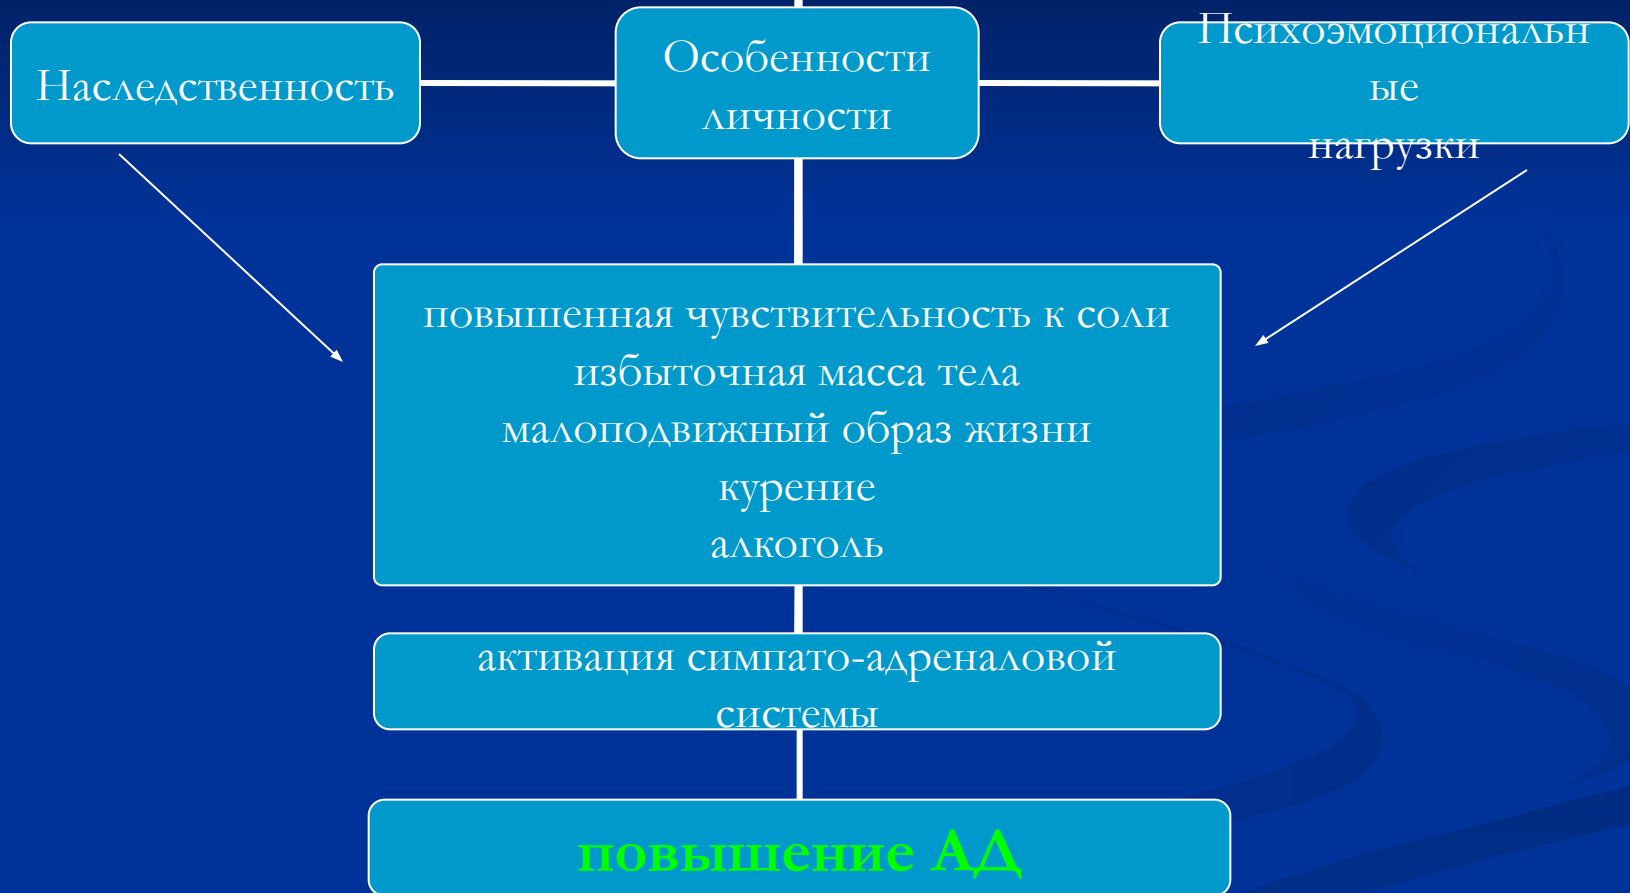 Наследственность
Особенности
личности
Психоэмоциональн
ые
нагрузки
повышенная чувствительность к соли
избыточная масса тела
малоподвижный образ жизни
курение
алкоголь
активация симпато-адреналовой
системы
повышение АД